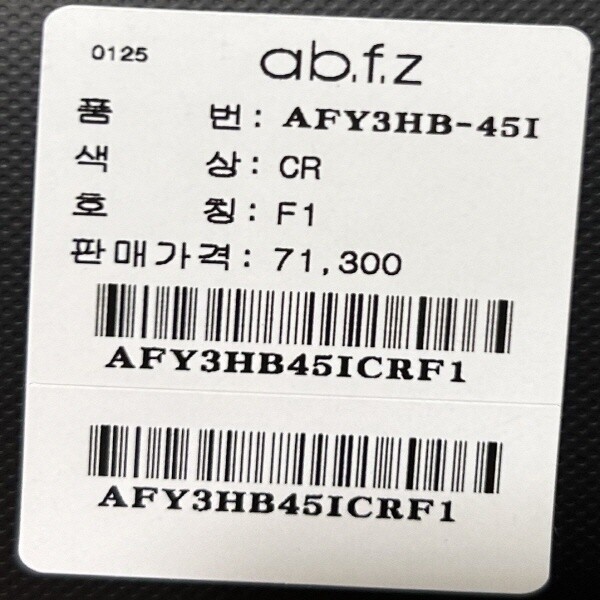 0125
ab.f.z
품 번: AFY3HB-45I
색 상: CR
호 칭: F1
판매가격: 71,300
AFY3HB45ICRF1
AFY3HB45ICRF1